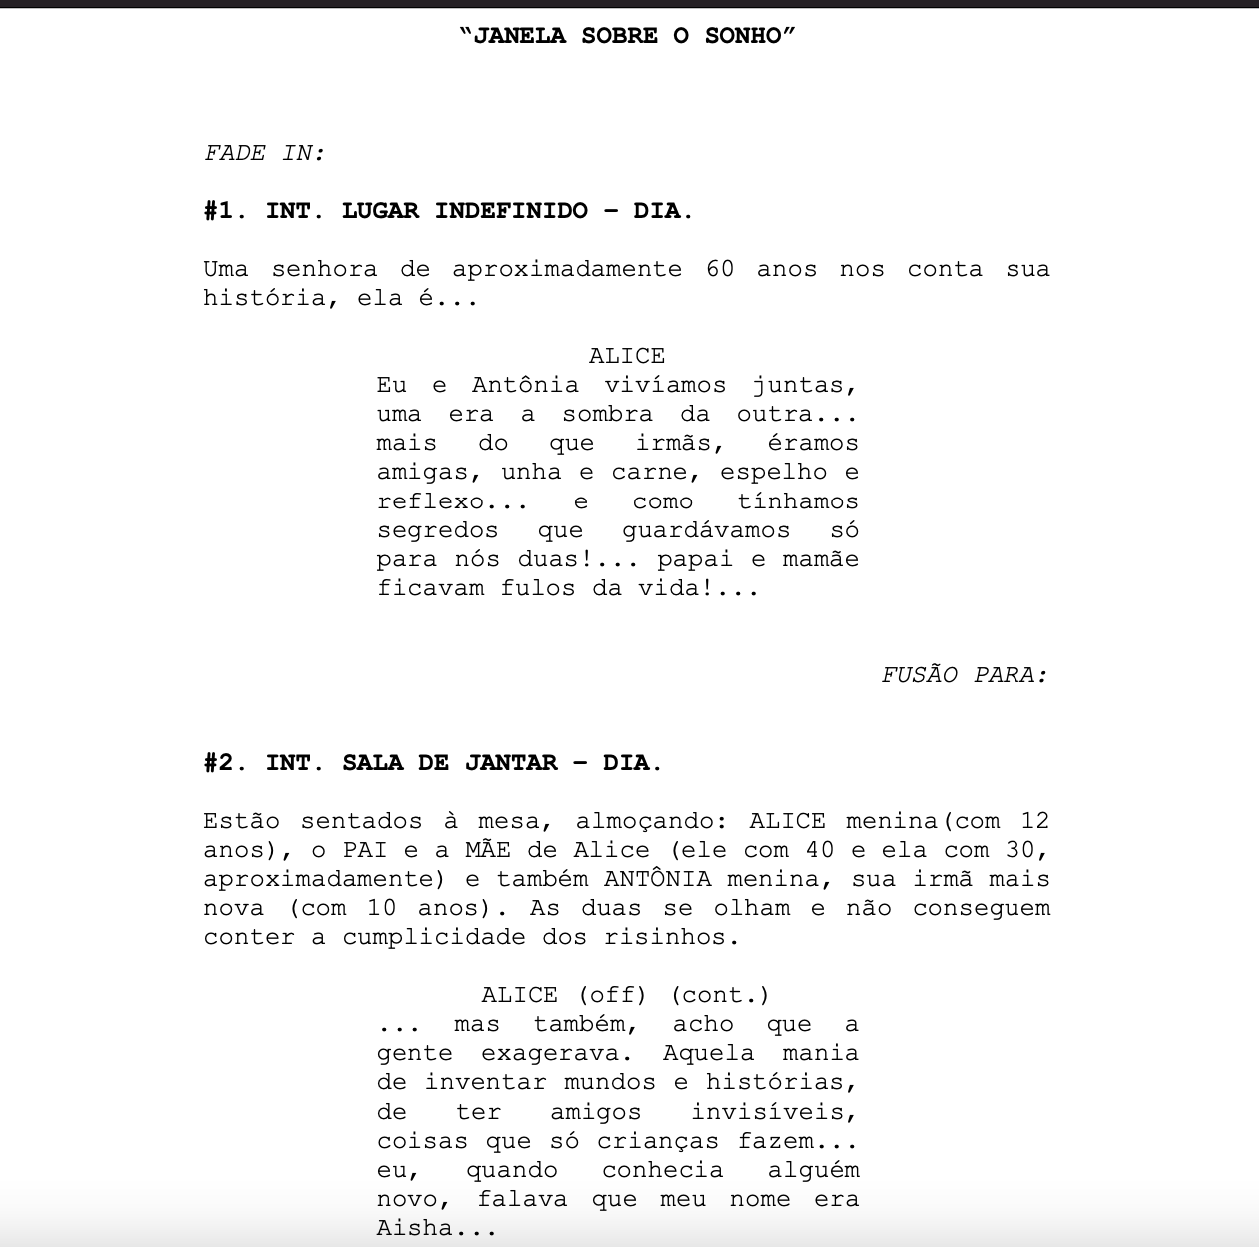 “JANELA SOBRE O SONHO”
FADE IN:
#1. INT. LUGAR INDEFINIDO – DIA.
Uma senhora de aproximadamente 60 anos nos conta sua
história, ela é...
ALICE
Eu e Antônia vivíamos juntas,
uma era a sombra da outra...
mais do que irmãs, éramos
amigas, unha e carne, espelho e
reflexo... e como tínhamos
segredos que guardávamos só
para nós duas!... papai e mamãe
ficavam fulos da vida!...
FUSÃO PARA:
#2. INT. SALA DE JANTAR – DIA.
Estão sentados à mesa, almoçando: ALICE menina(com 12
anos), o PAI e a MÃE de Alice (ele com 40 e ela com 30,
aproximadamente) e também ANTÔNIA menina, sua irmã mais
nova (com 10 anos). As duas se olham e não conseguem
conter a cumplicidade dos risinhos.
ALICE (off) (cont.)
... mas também, acho que a
gente exagerava. Aquela mania
de inventar mundos e histórias,
de ter amigos invisíveis,
coisas que só crianças fazem...
eu, quando conhecia alguém
novo, falava que meu nome era
Aisha...